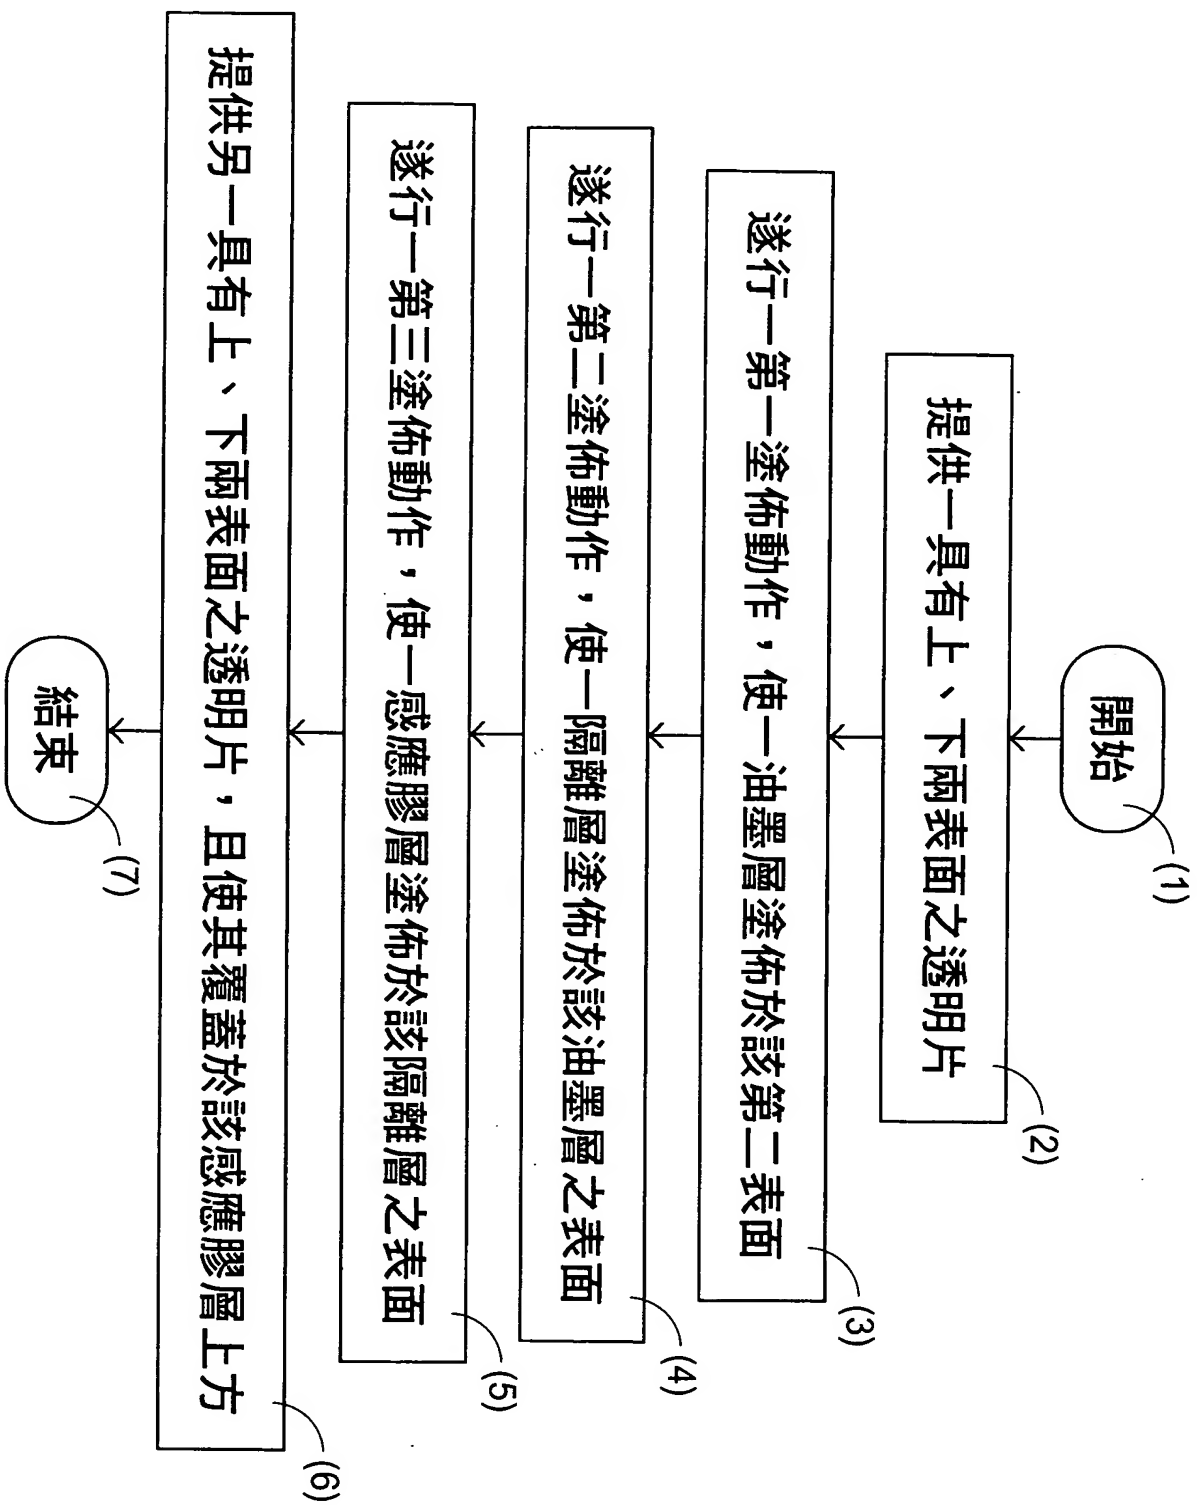 開始
(1)
提供一具有上、下兩表面之透明片
(2)
遂行一第一塗佈動作，使一油墨層塗佈於該第二表面
(3)
遂行一第二塗佈動作，使一隔離層塗佈於該油墨層之表面
(4)
遂行一第三塗佈動作，使一感應膠層塗佈於該隔離層之表面
(5)
提供另一具有上、下兩表面之透明片，且使其覆蓋於該感應膠層上方
(6)
結束
(7)